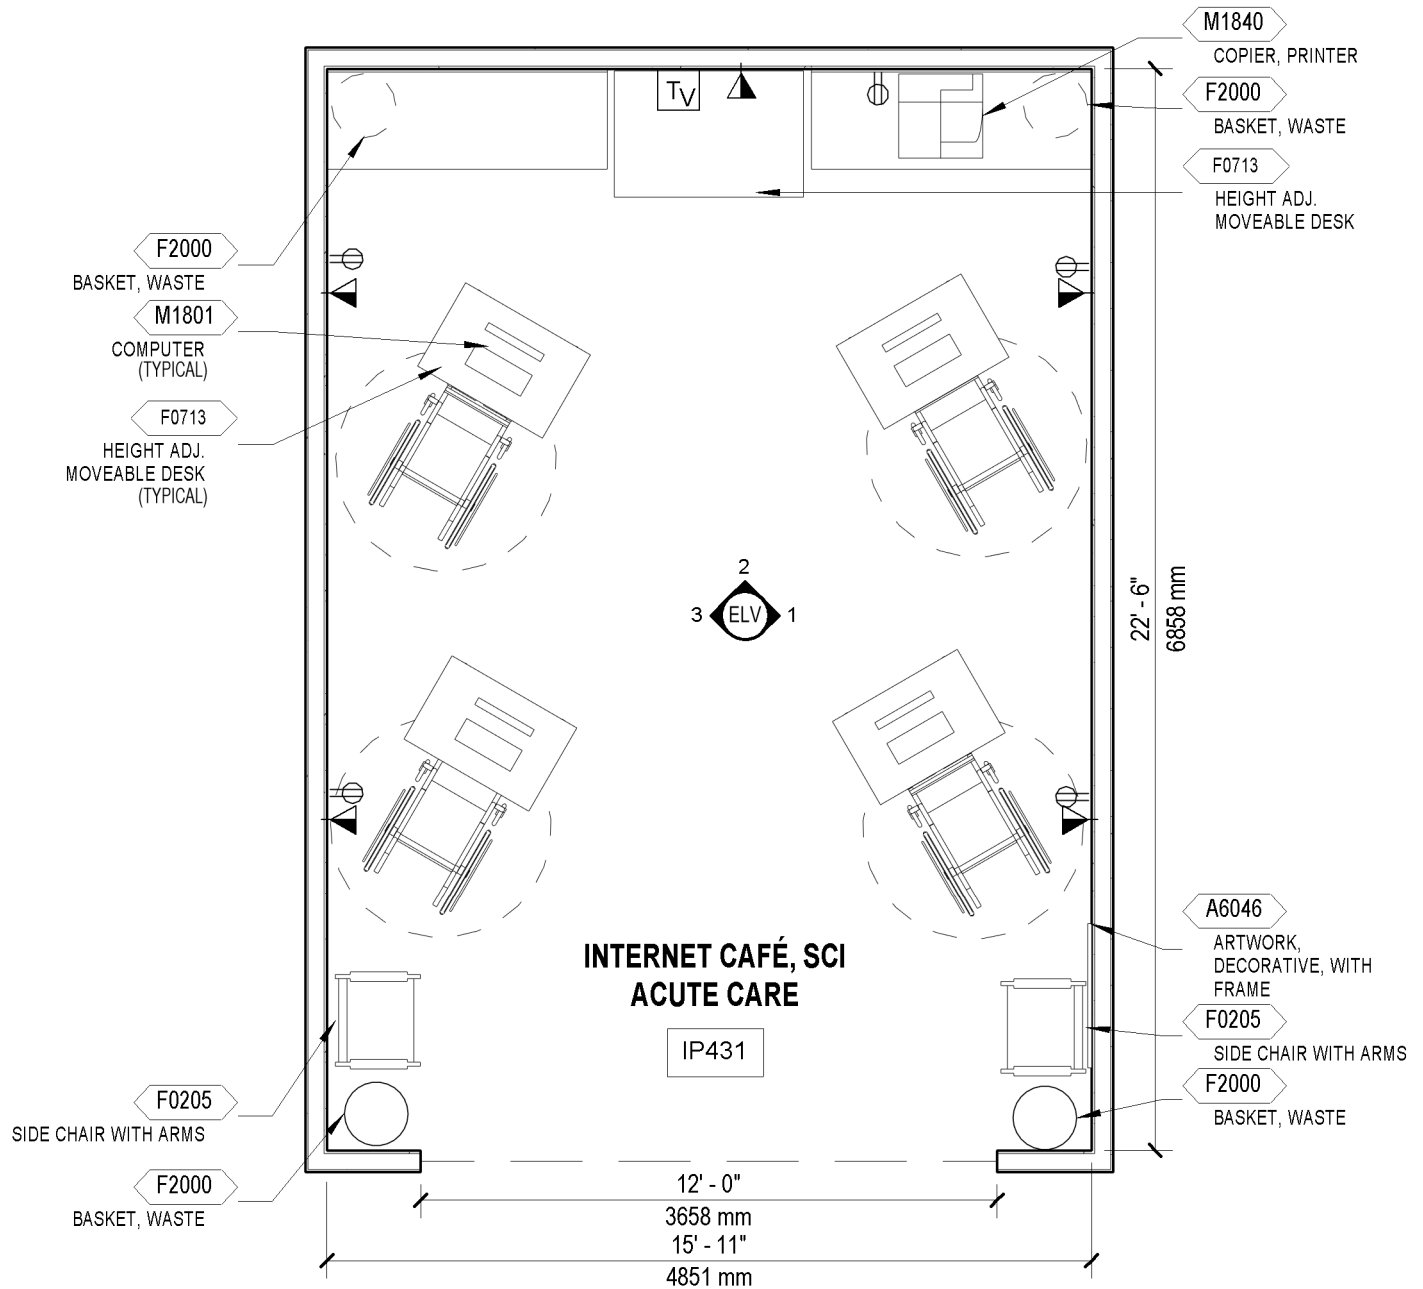 M1840
COPIER, PRINTER
F2000
BASKET, WASTE
F0713
HEIGHT ADJ.
MOVEABLE DESK
TV
F2000
BASKET, WASTE
M1801
COMPUTER
(TYPICAL)
F0713
HEIGHT ADJ.
MOVEABLE DESK
(TYPICAL)
2
3
ELV
1
22' - 6"
6858 mm
A6046
ARTWORK,
DECORATIVE, WITH
FRAME
INTERNET CAFÉ, SCI
ACUTE CARE
IP431
F0205
SIDE CHAIR WITH ARMS
F2000
BASKET, WASTE
F0205
SIDE CHAIR WITH ARMS
F2000
BASKET, WASTE
12' - 0"
3658 mm
15' - 11"
4851 mm